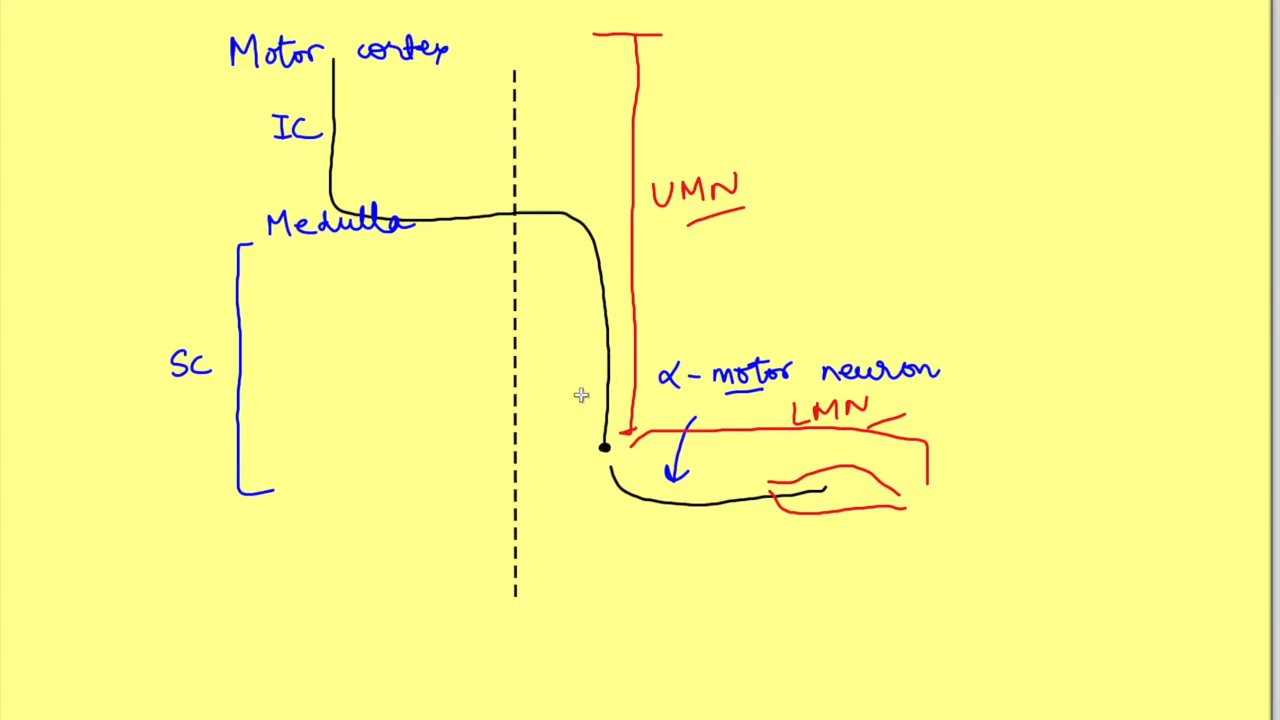 Motor cortex
IC
UMN
Medulla
SC
α-motor neuron
LMN